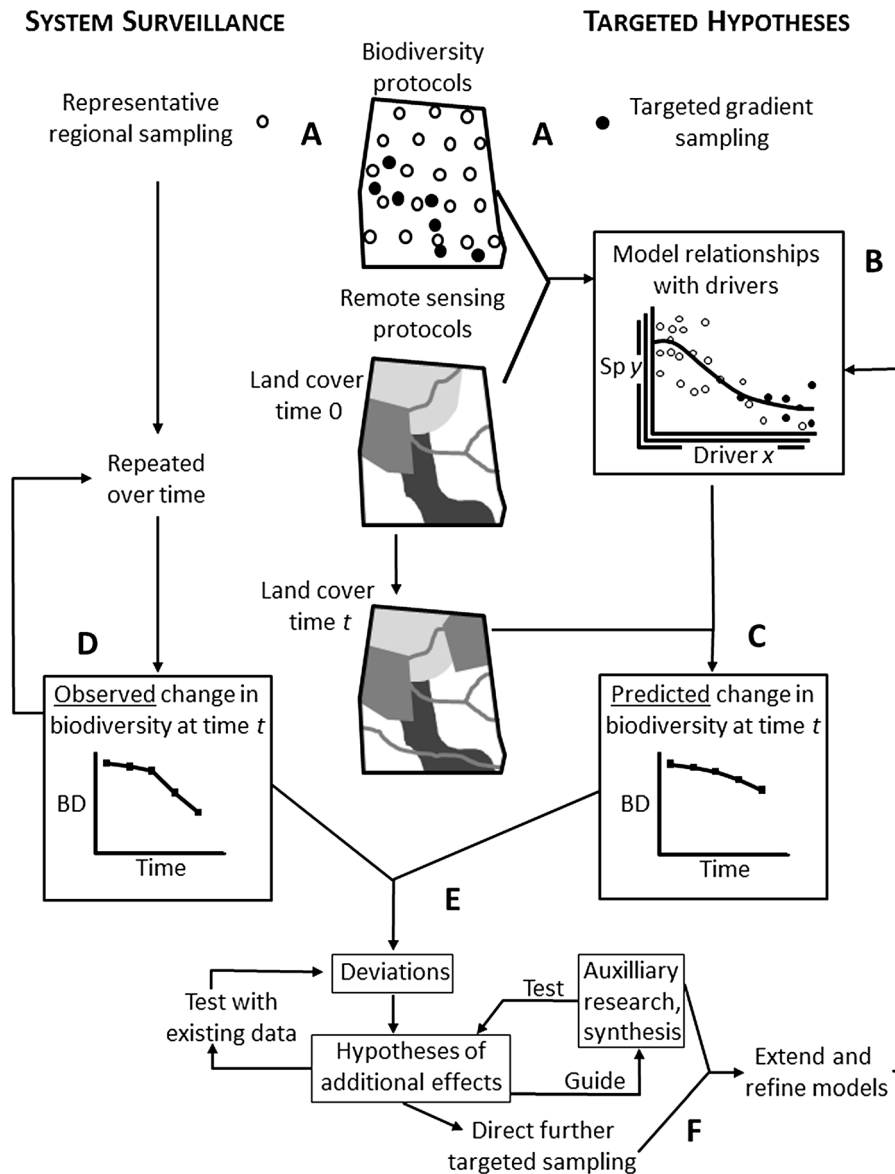 SYSTEM SURVEILLANCE
TARGETED HYPOTHESES
Biodiversity
protocols
Representative
regional sampling
A
A
Targeted gradient
sampling
Model relationships
with drivers
B
Sp y
Driver x
Remote sensing
protocols
Land cover
time 0
Repeated
over time
Land cover
time t
D
C
Observed change in
biodiversity at time t
BD
Time
Predicted change in
biodiversity at time t
BD
Time
E
Deviations
Test with
existing data
Hypotheses of
additional effects
Test
Auxilliary
research,
synthesis
Guide
Extend and
refine models
Direct further
targeted sampling
F